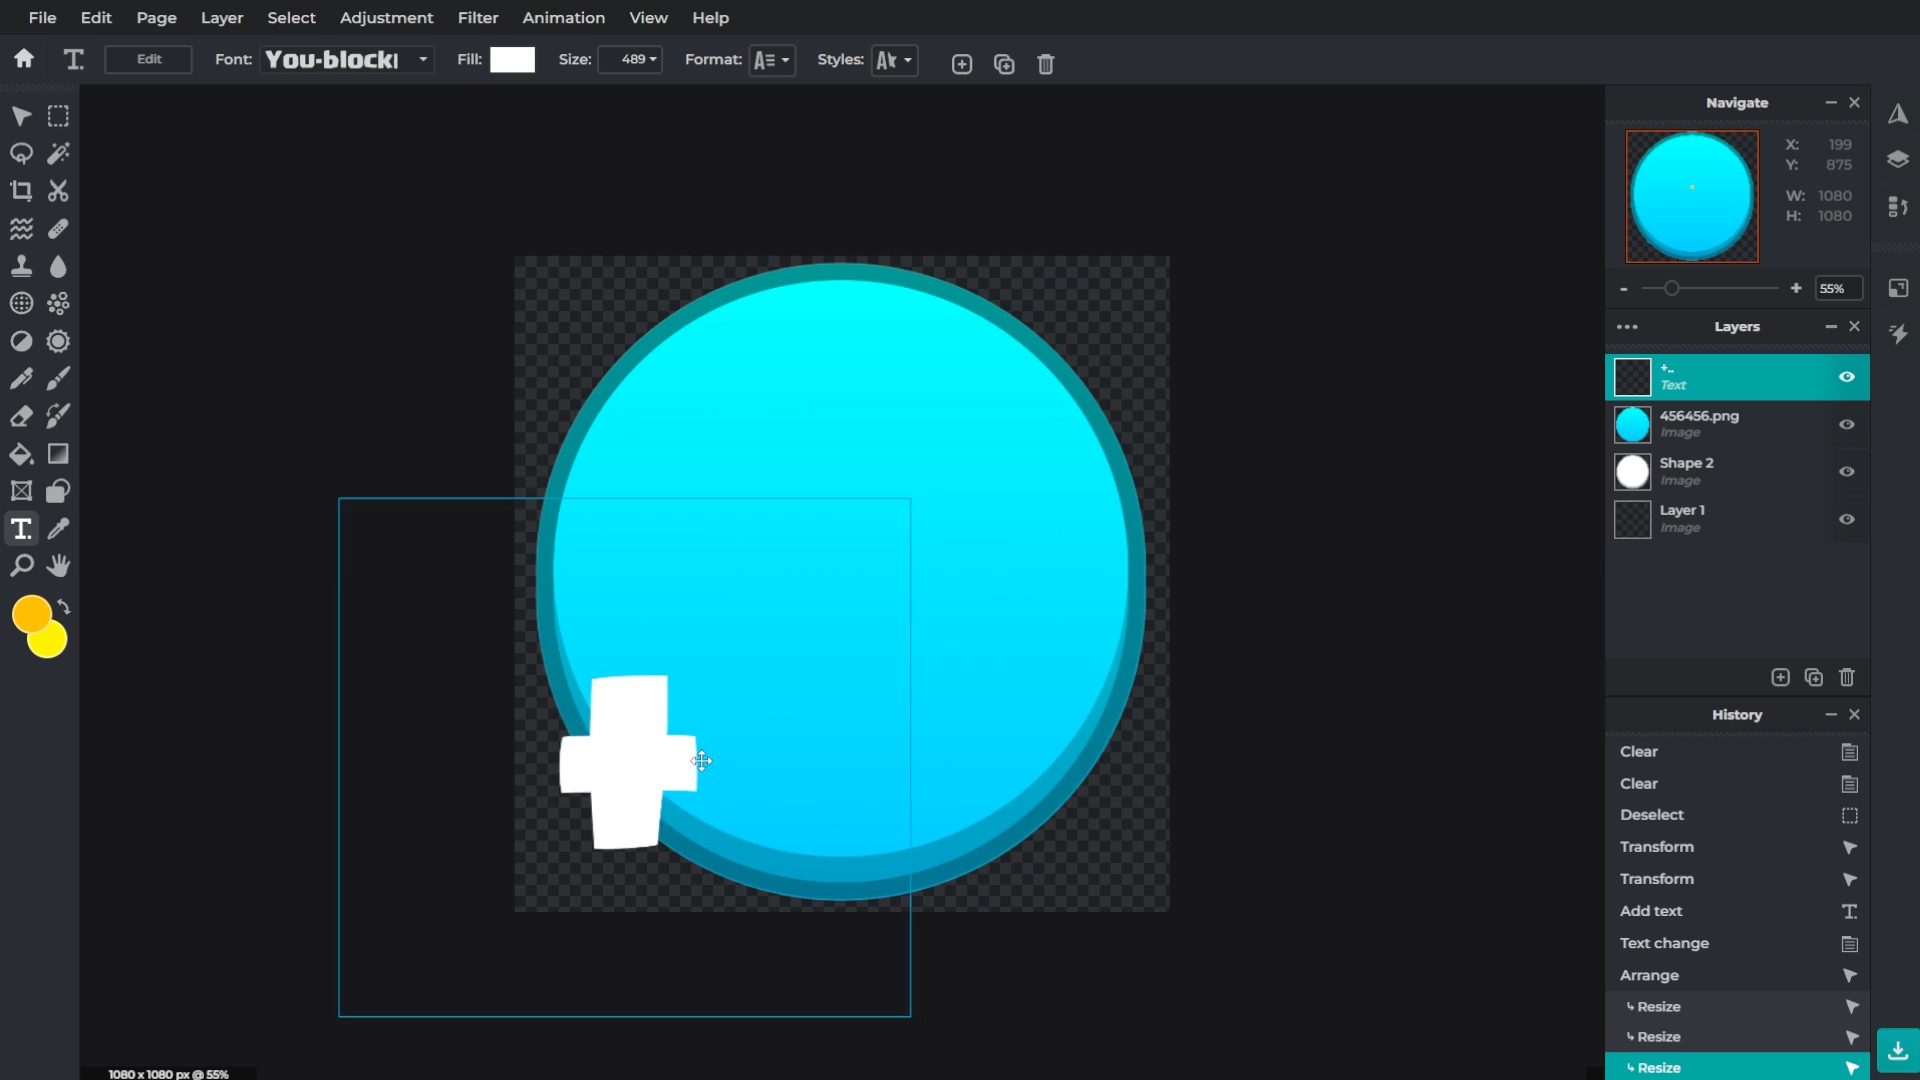 File Edit Page Layer Select Adjustment Filter Animation View Help
Edit Font: You-block Fill: Size: 489 Format: A Styles: A
Navigate
X: 199
Y: 875
W: 1080
H: 1080
- + 55%
Layers
+..
Text
456456.png
Image
Shape 2
Image
Layer 1
Image
History
Clear
Clear
Deselect
Transform
Transform
Add text
Text change
Arrange
Resize
Resize
Resize
1080 x 1080 px @ 55%